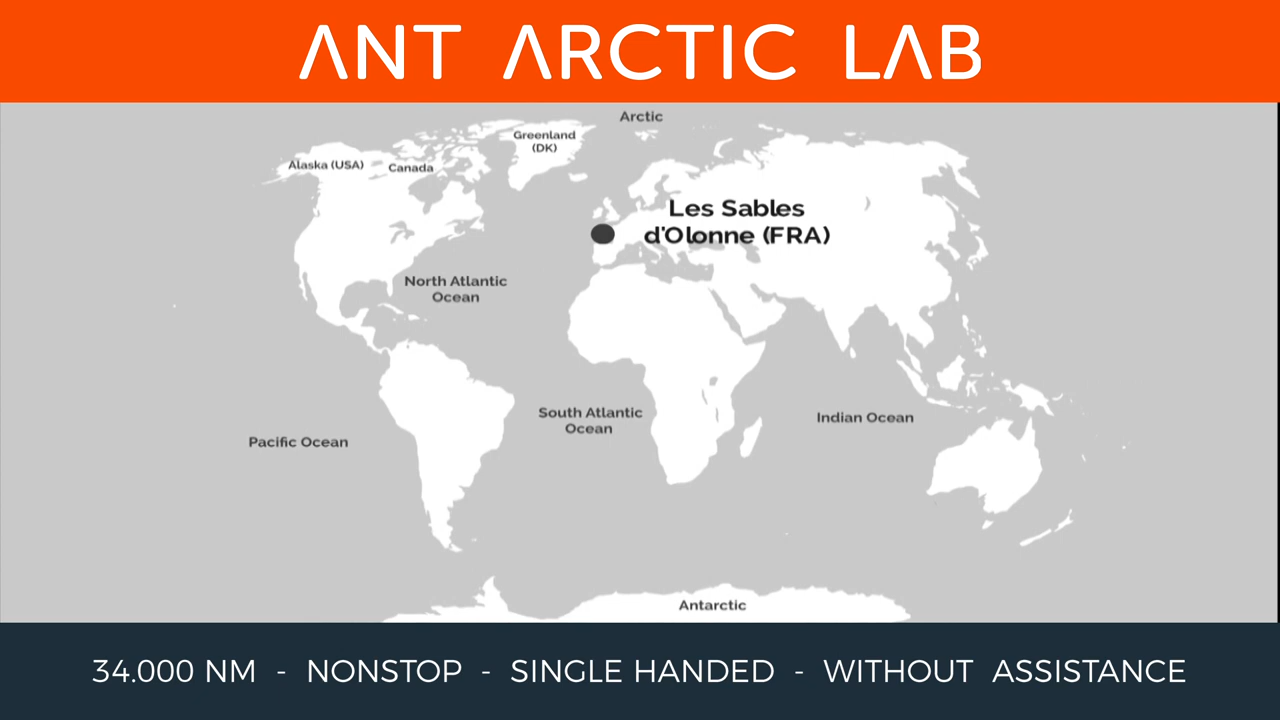 ANT ARCTIC LAB
Arctic
Greenland
(DK)
Alaska (USA)
Canada
Les Sables
d'Olonne (FRA)
North Atlantic
Ocean
South Atlantic
Ocean
Indian Ocean
Pacific Ocean
Antarctic
34.000 NM - NONSTOP - SINGLE HANDED - WITHOUT ASSISTANCE